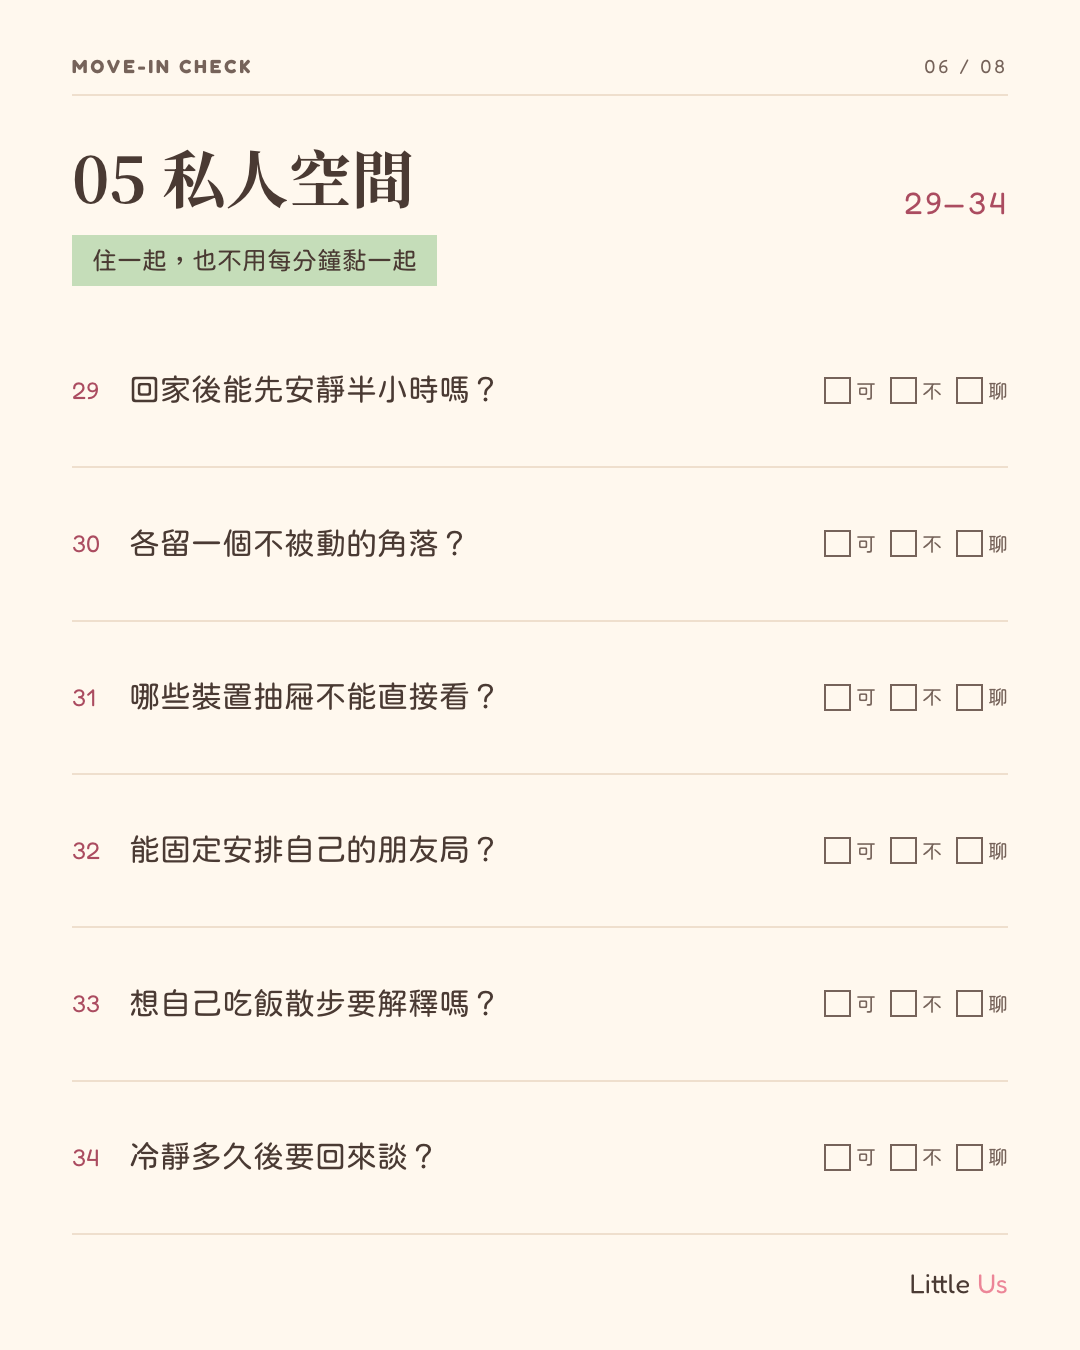 MOVE-IN CHECK 06 / 08
05 私人空間
29–34
住一起，也不用每分鐘黏一起
29 回家後能先安靜半小時嗎？ 可 不 聊
30 各留一個不被動的角落？ 可 不 聊
31 哪些裝置抽屜不能直接看？ 可 不 聊
32 能固定安排自己的朋友局？ 可 不 聊
33 想自己吃飯散步要解釋嗎？ 可 不 聊
34 冷靜多久後要回來談？ 可 不 聊
Little Us